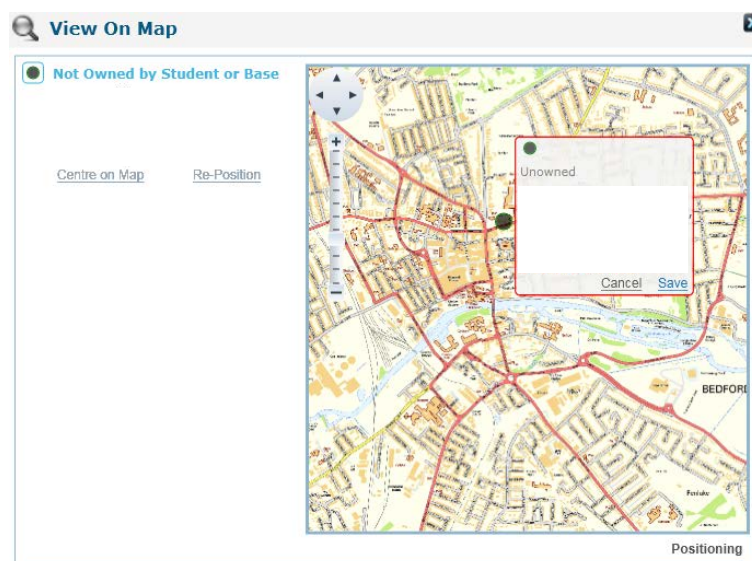 View On Map
Not Owned by Student or Base
Centre on Map Re-Position
Unowned
Cancel Save
BEDFORD
Fenlake
Positioning